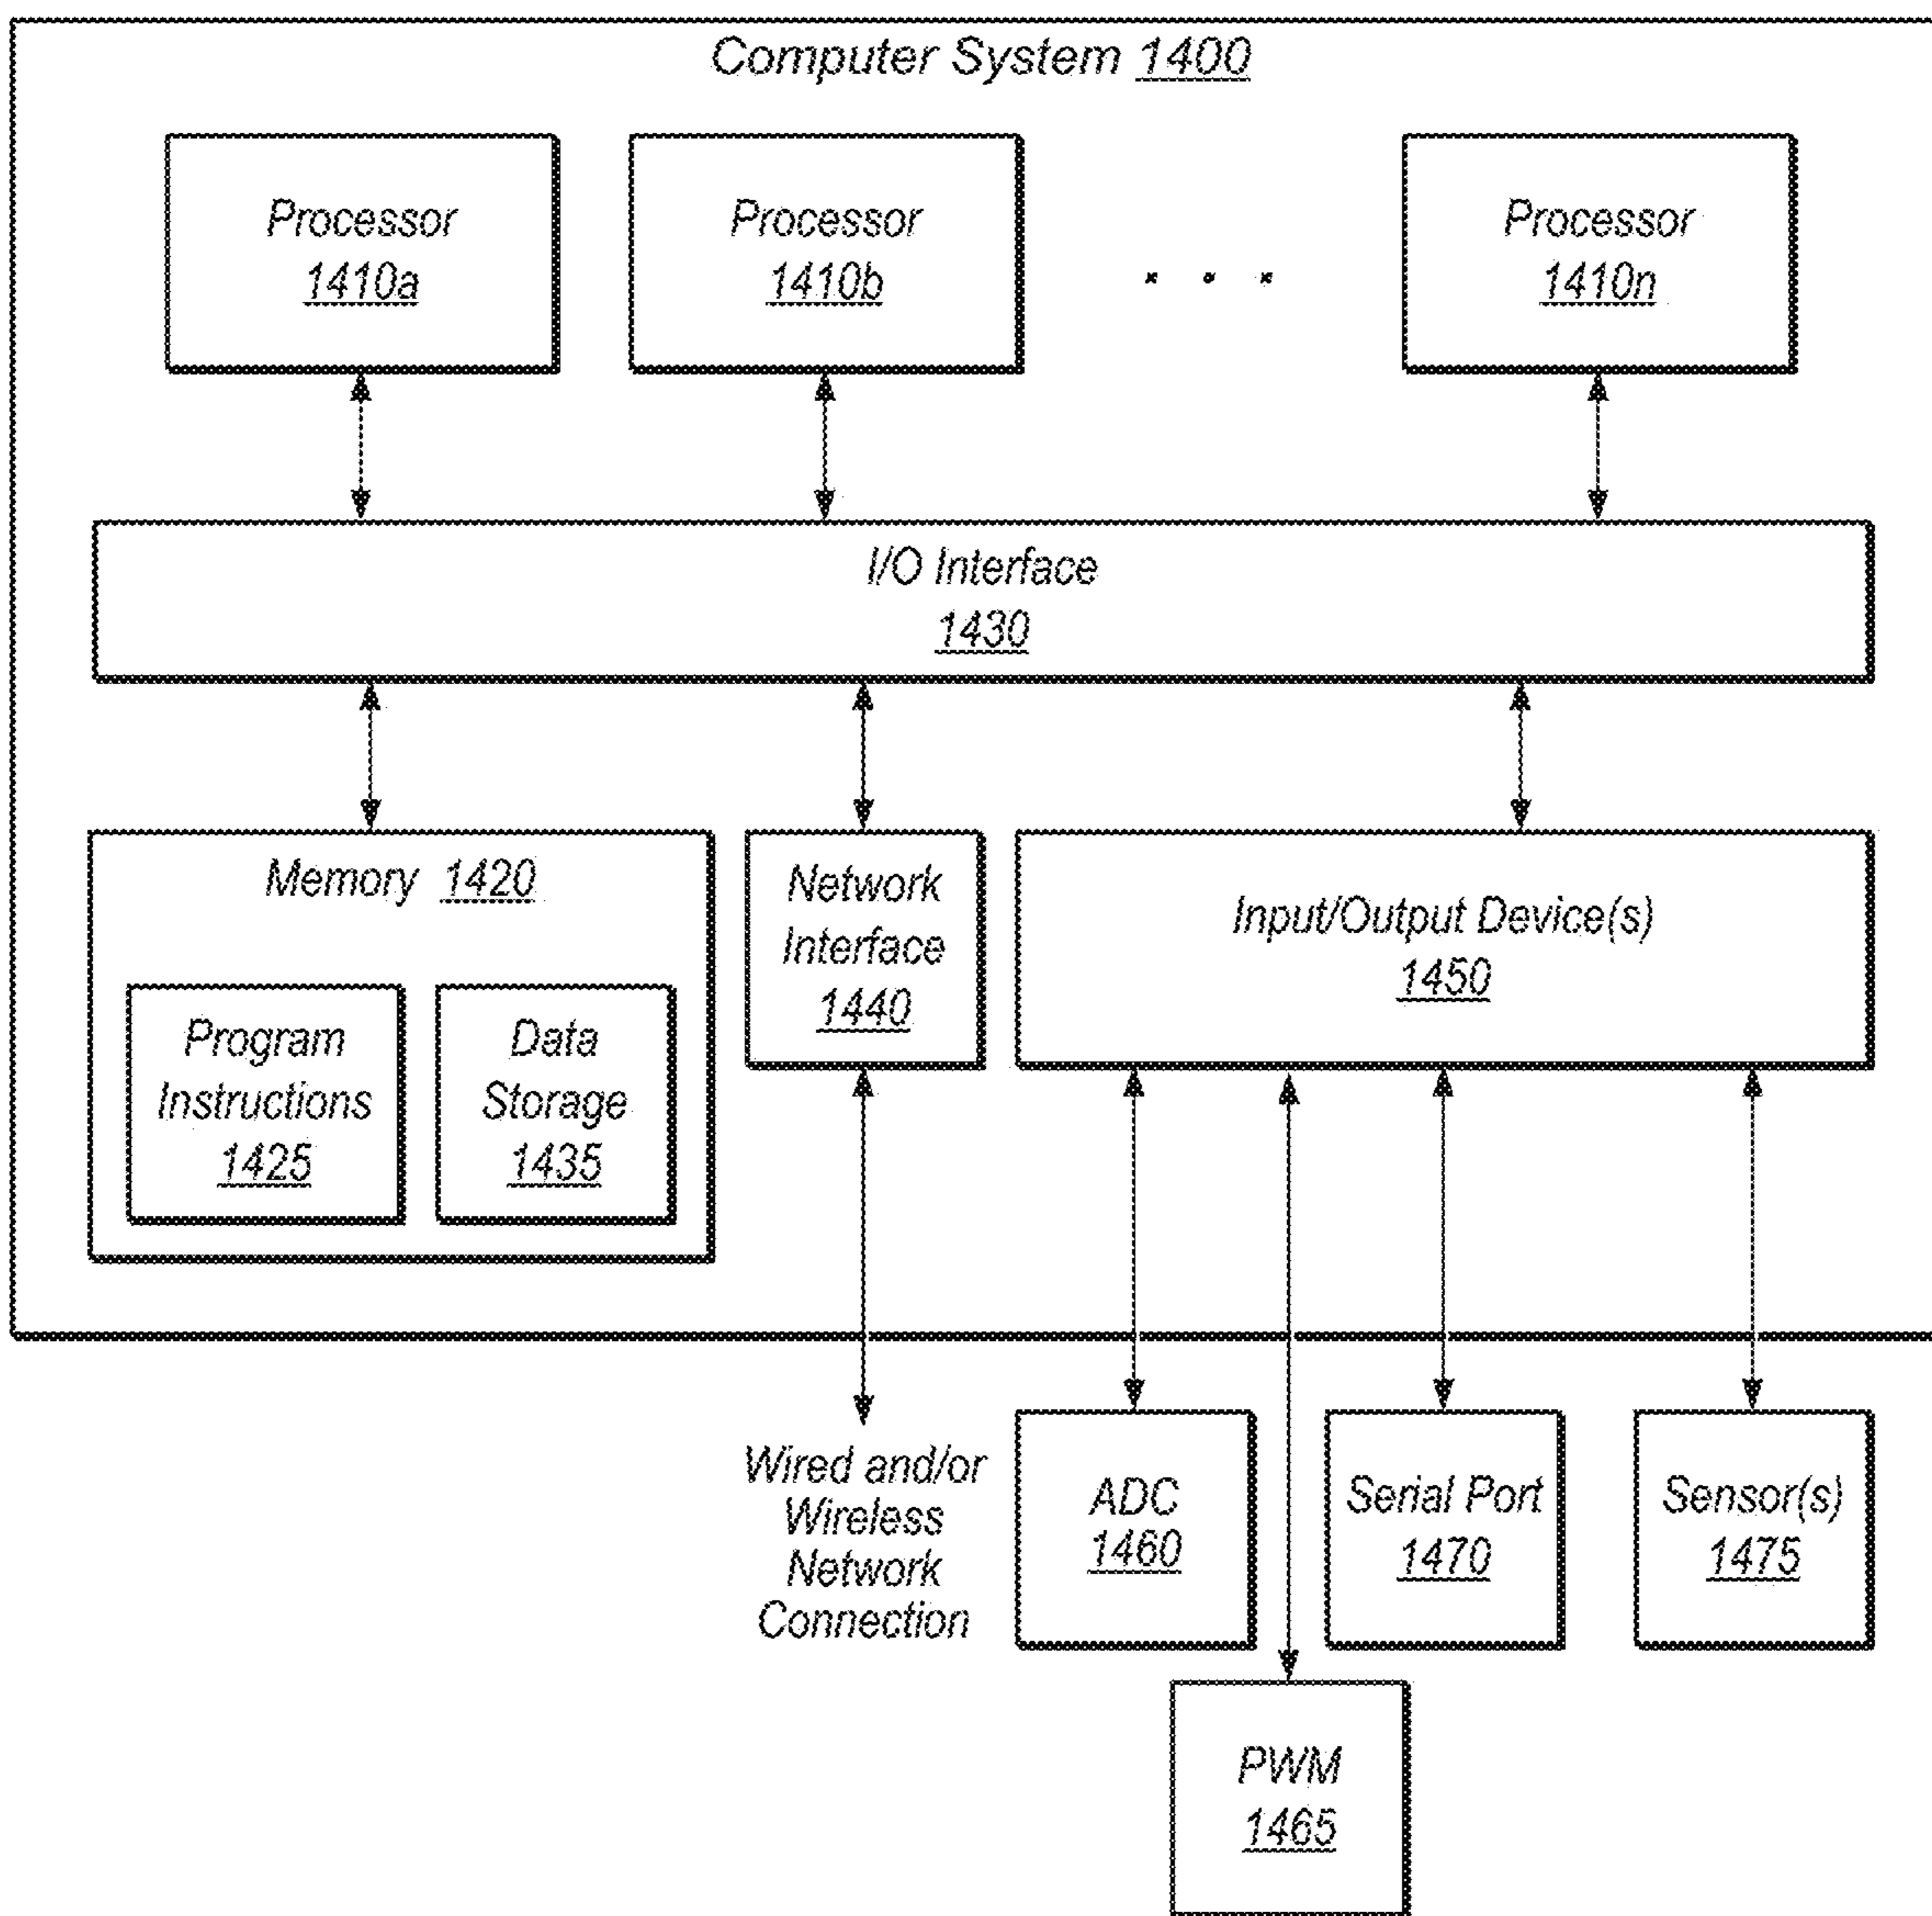 Computer System 1400
Processor
1410a
Processor
1410b
. . .
Processor
1410n
I/O Interface
1430
Memory 1420
Program
Instructions
1425
Data
Storage
1435
Network
Interface
1440
Input/Output Device(s)
1450
Wired and/or
Wireless
Network
Connection
ADC
1460
Serial Port
1470
Sensor(s)
1475
PWM
1465